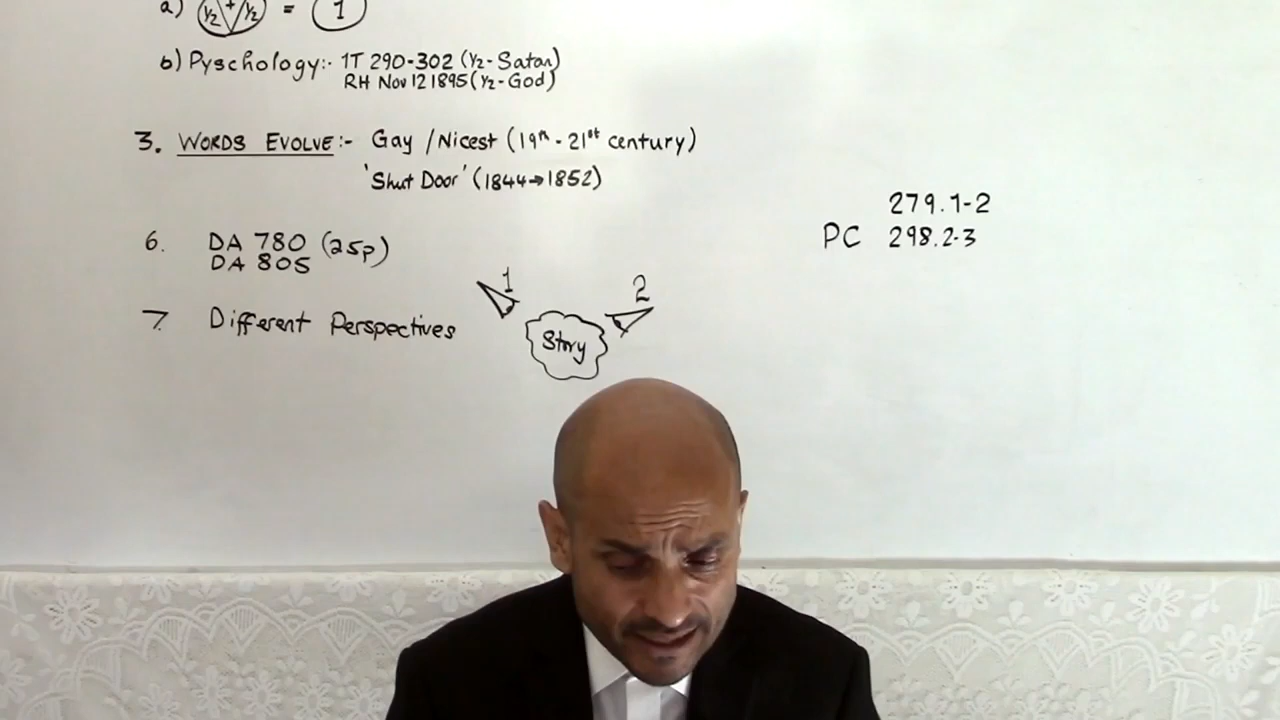 a) ½ + ½ = 1
b) Pyschology:- 1T 290-302 (½-Satan)
RH Nov 12 1895 (½-God)
3. WORDS EVOLVE:- Gay / Nicest (19th - 21st century)
'Shut Door' (1844→1852)
279.1-2
PC 298.2-3
6. DA 780 (25p)
DA 805
7. Different Perspectives
1
2
Story